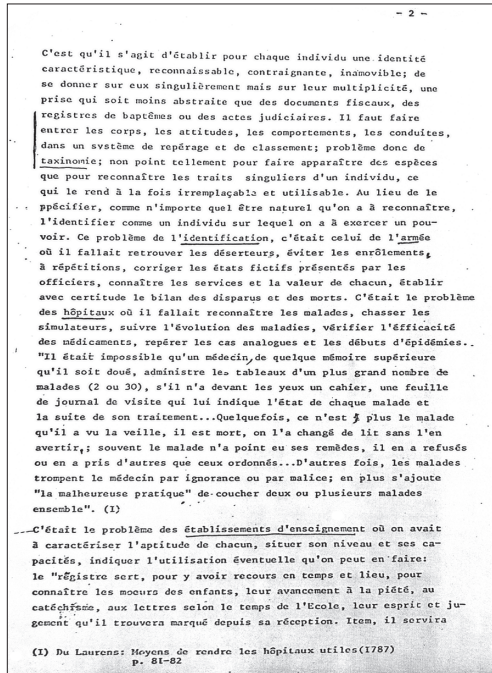 - 2 -
C'est qu'il s'agit d'établir pour chaque individu une identité
caractéristique, reconnaissable, contraignante, inamovible; de
se donner sur eux singulièrement mais sur leur multiplicité, une
prise qui soit moins abstraite que des documents fiscaux, des
registres de baptêmes ou des actes judiciaires. Il faut faire
entrer les corps, les attitudes, les comportements, les conduites,
dans un système de repérage et de classement; problème donc de
taxinomie; non point tellement pour faire apparaître des espèces
que pour reconnaître les traits singuliers d'un individu, ce
qui le rend à la fois irremplaçable et utilisable. Au lieu de le
ppécifier, comme n'importe quel être naturel qu'on a à reconnaître,
l'identifier comme un individu sur lequel on a à exercer un pou-
voir. Ce problème de l'identification, c'était celui de l'armée
où il fallait retrouver les déserteurs, éviter les enrôlements,
à répétitions, corriger les états fictifs présentés par les
officiers, connaître les services et la valeur de chacun, établir
avec certitude le bilan des disparus et des morts. C'était le problème
des hôpitaux où il fallait reconnaître les malades, chasser les
simulateurs, suivre l'évolution des maladies, vérifier l'éfficacité
des médicaments, repérer les cas analogues et les débuts d'épidémies..
"Il était impossible qu'un médecin, de quelque mémoire supérieure
qu'il soit doué, administre les tableaux d'un plus grand nombre de
malades (2 ou 30), s'il n'a devant les yeux un cahier, une feuille
de journal de visite qui lui indique l'état de chaque malade et
la suite de son traitement...Quelquefois, ce n'est plus le malade
qu'il a vu la veille, il est mort, on l'a changé de lit sans l'en
avertir,; souvent le malade n'a point eu ses remèdes, il en a refusés
ou en a pris d'autres que ceux ordonnés...D'autres fois, les malades
trompent le médecin par ignorance ou par malice; en plus s'ajoute
"la malheureuse pratique" de coucher deux ou plusieurs malades
ensemble". (I)
C'était le problème des établissements d'enseignement où on avait
à caractériser l'aptitude de chacun, situer son niveau et ses ca-
pacités, indiquer l'utilisation éventuelle qu'on peut en faire:
le "régistre sert, pour y avoir recours en temps et lieu, pour
connaître les moeurs des enfants, leur avancement à la piété, au
catéchisme, aux lettres selon le temps de l'Ecole, leur esprit et ju-
gement qu'il trouvera marqué depuis sa réception. Item, il servira
(I) Du Laurens: Moyens de rendre les hôpitaux utiles(I787)
p. 8I-82